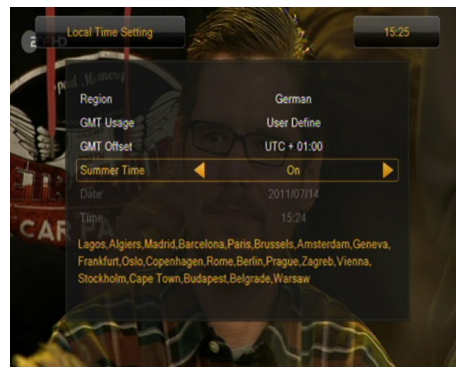 Local Time Setting
15:25
Region German
GMT Usage User Define
GMT Offset UTC + 01:00
Summer Time On
Date 2011/07/14
Time 15:24
Lagos,Algiers,Madrid,Barcelona,Paris,Brussels,Amsterdam,Geneva,
Frankfurt,Oslo,Copenhagen,Rome,Berlin,Prague,Zagreb,Vienna,
Stockholm,Cape Town,Budapest,Belgrade,Warsaw
CAR PA